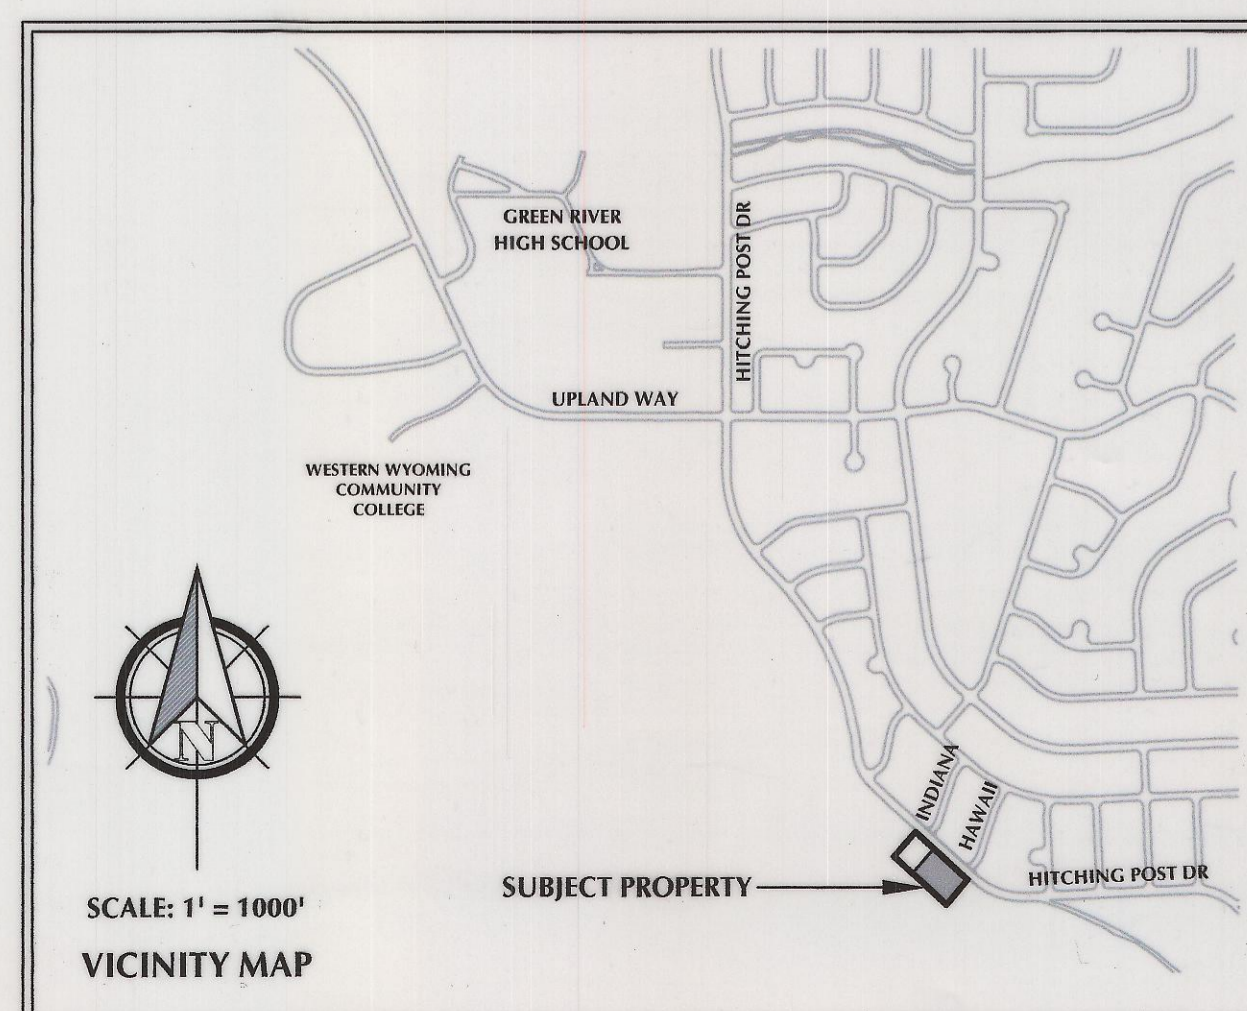 GREEN RIVER
HIGH SCHOOL
HITCHING POST DR
UPLAND WAY
WESTERN WYOMING
COMMUNITY
COLLEGE
N
INDIANA
HAWAII
SUBJECT PROPERTY
HITCHING POST DR
SCALE: 1' = 1000'
VICINITY MAP